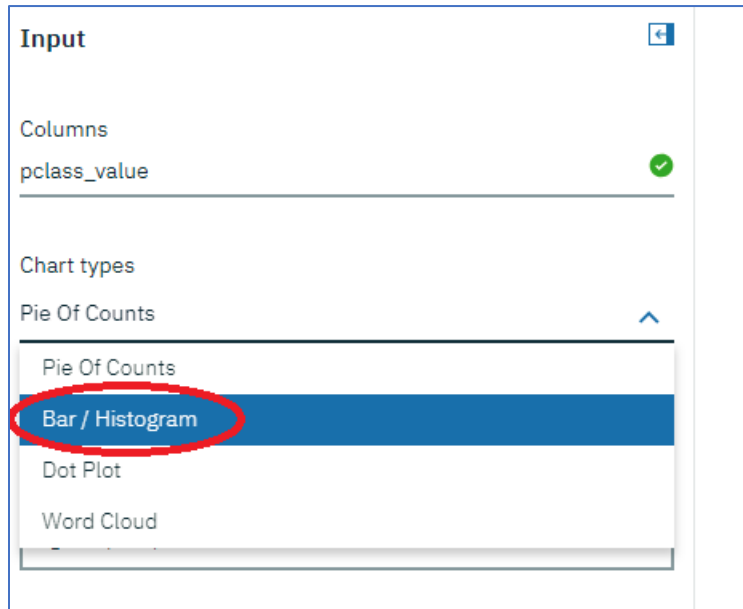 Input
Columns
pclass_value
Chart types
Pie Of Counts
Pie Of Counts
Bar / Histogram
Dot Plot
Word Cloud